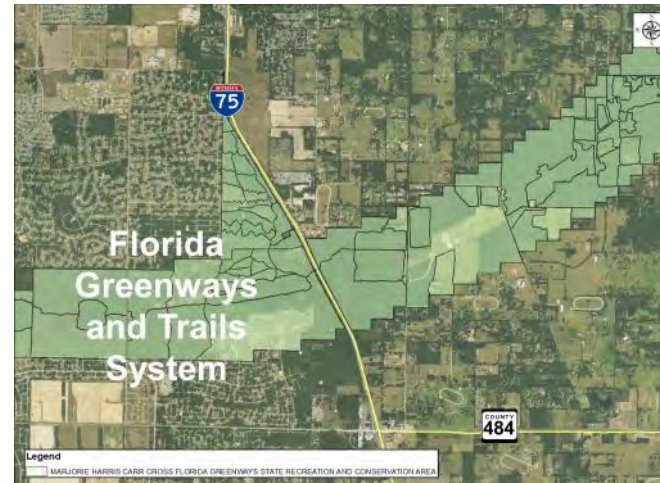 INTERSTATE
75
Florida
Greenways
and Trails
System
COUNTY
484
Legend
MARJORIE HARRIS CARR CROSS FLORIDA GREENWAYS STATE RECREATION AND CONSERVATION AREA